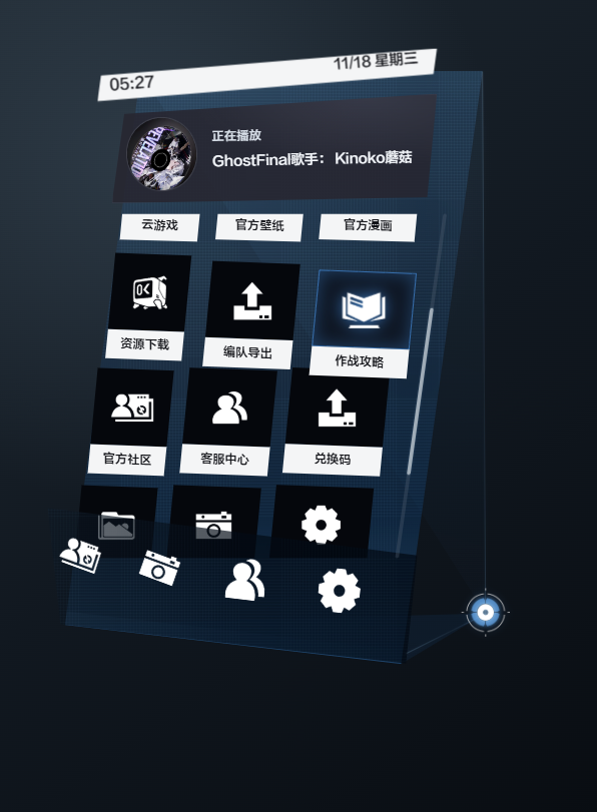 05:27
11/18 星期三
正在播放
GhostFinal歌手： Kinoko蘑菇
云游戏
官方壁纸
官方漫画
资源下载
编队导出
作战攻略
官方社区
客服中心
兑换码